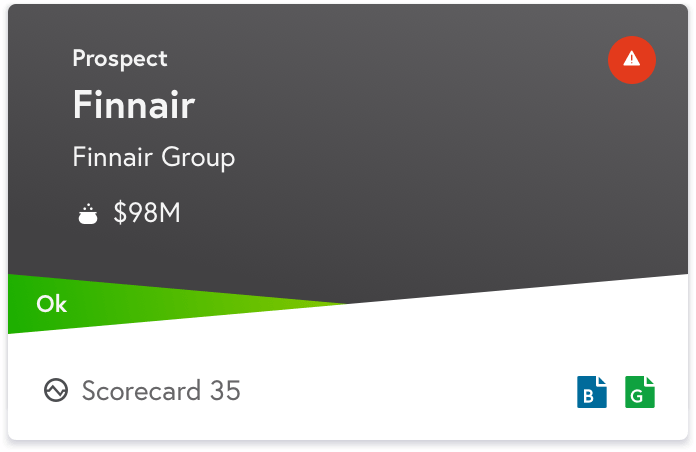 Prospect
Finnair
Finnair Group
$98M
Ok
Scorecard 35
B
G